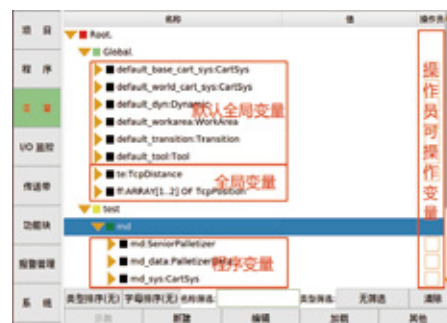 名称 值 操作员
项 目
程 序
变 量
I/O 监控
传送带
功能块
报警管理
系 统
Root.
Global.
default_base_cart_sys:CartSys
default_world_cart_sys:CartSys
default_dyn:Dynamic
default_workarea:WorkArea
default_transition:Transition
default_tool:Tool
默认全局变量
te:TcpDistance
ff:ARRAY[1..2] OF TcpPosition
全局变量
test
md
md:SeniorPalletizer
md_data:Palletizer
md_sys:CartSys
程序变量
操作员可操作变量
类型排序(无) 字母排序(无) 名称筛选: 类型筛选: 无筛选 清除
新建 编辑 加载 其他